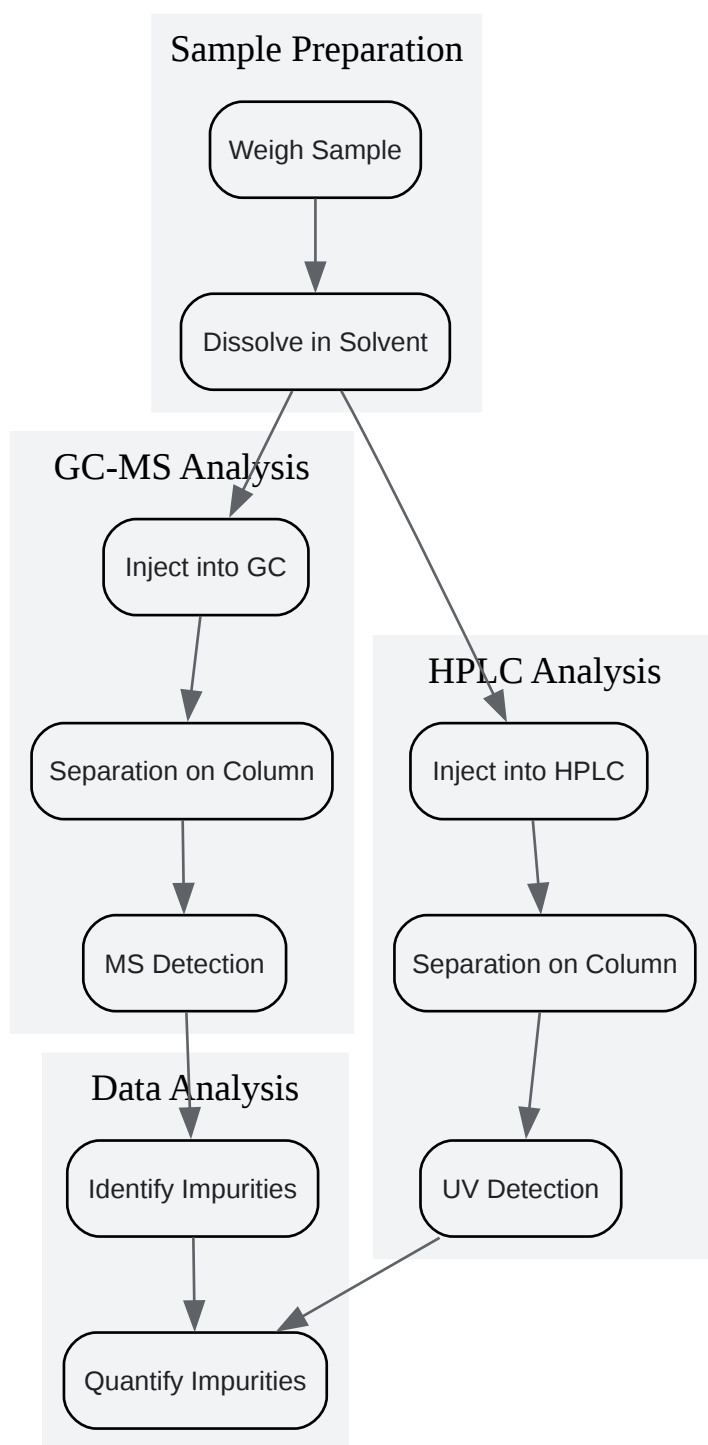 Sample Preparation
Weigh Sample
Dissolve in Solvent
GC-MS Analysis
Inject into GC
Separation on Column
MS Detection
HPLC Analysis
Inject into HPLC
Separation on Column
UV Detection
Data Analysis
Identify Impurities
Quantify Impurities